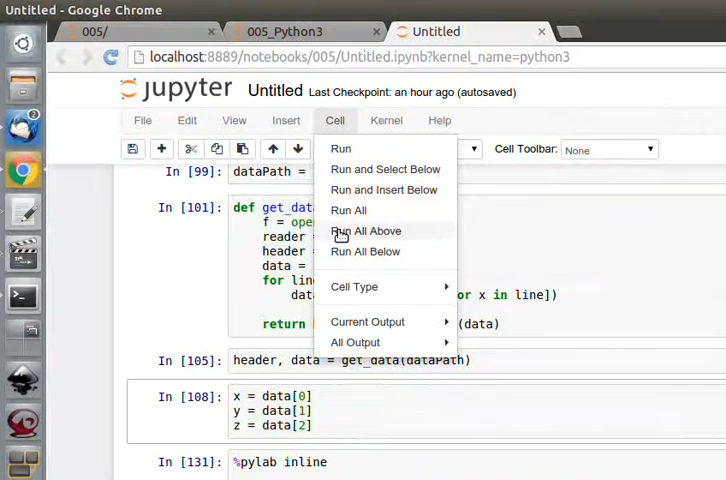 Untitled - Google Chrome
005/
005_Python3
Untitled
localhost:8889/notebooks/005/Untitled.ipynb?kernel_name=python3
jupyter Untitled Last Checkpoint: an hour ago (autosaved)
File Edit View Insert Cell Kernel Help
Cell Toolbar: None
Run
Run and Select Below
Run and Insert Below
Run All
Run All Above
Run All Below
Cell Type
Current Output
All Output
2
In [99]: dataPath =
In [101]: def
f =
reader =
header =
data =
for
or x in line])
return
(data)
In [105]: header, data = get_data(dataPath)
In [108]: x = data[0]
y = data[1]
z = data[2]
In [131]: %pylab inline